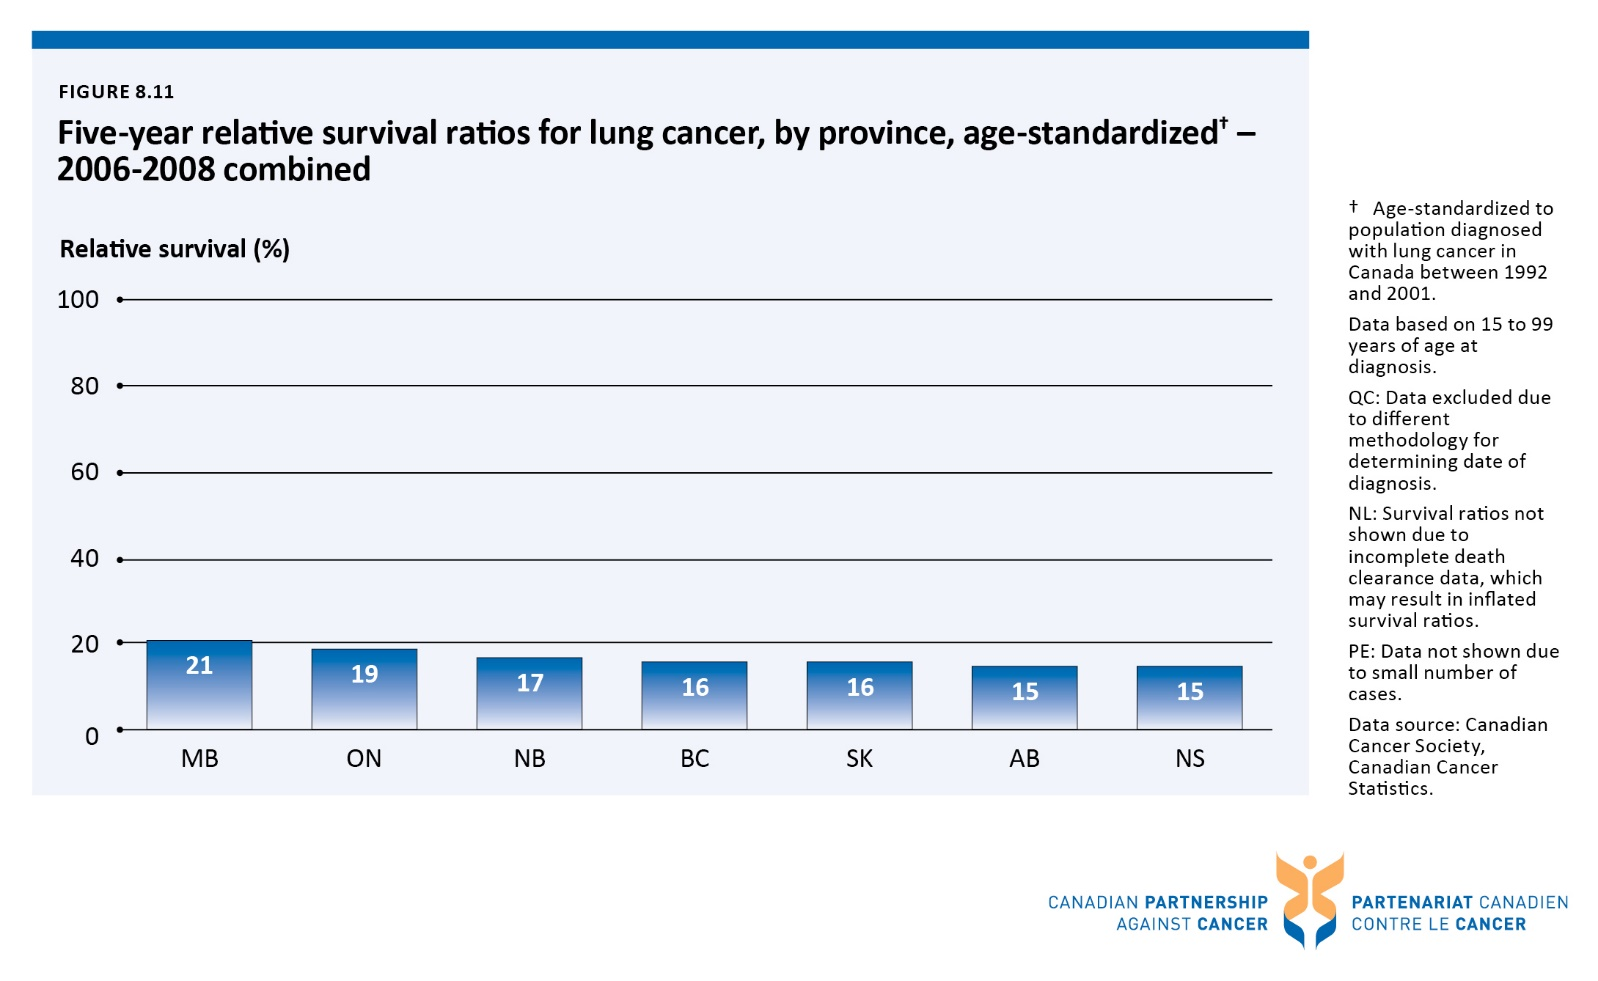 FIGURE 8.11
Five-year relative survival ratios for lung cancer, by province, age-standardized† –
2006-2008 combined
Relative survival (%)
100
80
60
40
20
0
21
19
17
16
16
15
15
MB
ON
NB
BC
SK
AB
NS
† Age-standardized to
population diagnosed
with lung cancer in
Canada between 1992
and 2001.
Data based on 15 to 99
years of age at
diagnosis.
QC: Data excluded due
to different
methodology for
determining date of
diagnosis.
NL: Survival ratios not
shown due to
incomplete death
clearance data, which
may result in inflated
survival ratios.
PE: Data not shown due
to small number of
cases.
Data source: Canadian
Cancer Society,
Canadian Cancer
Statistics.
CANADIAN PARTNERSHIP
AGAINST CANCER
PARTENARIAT CANADIEN
CONTRE LE CANCER